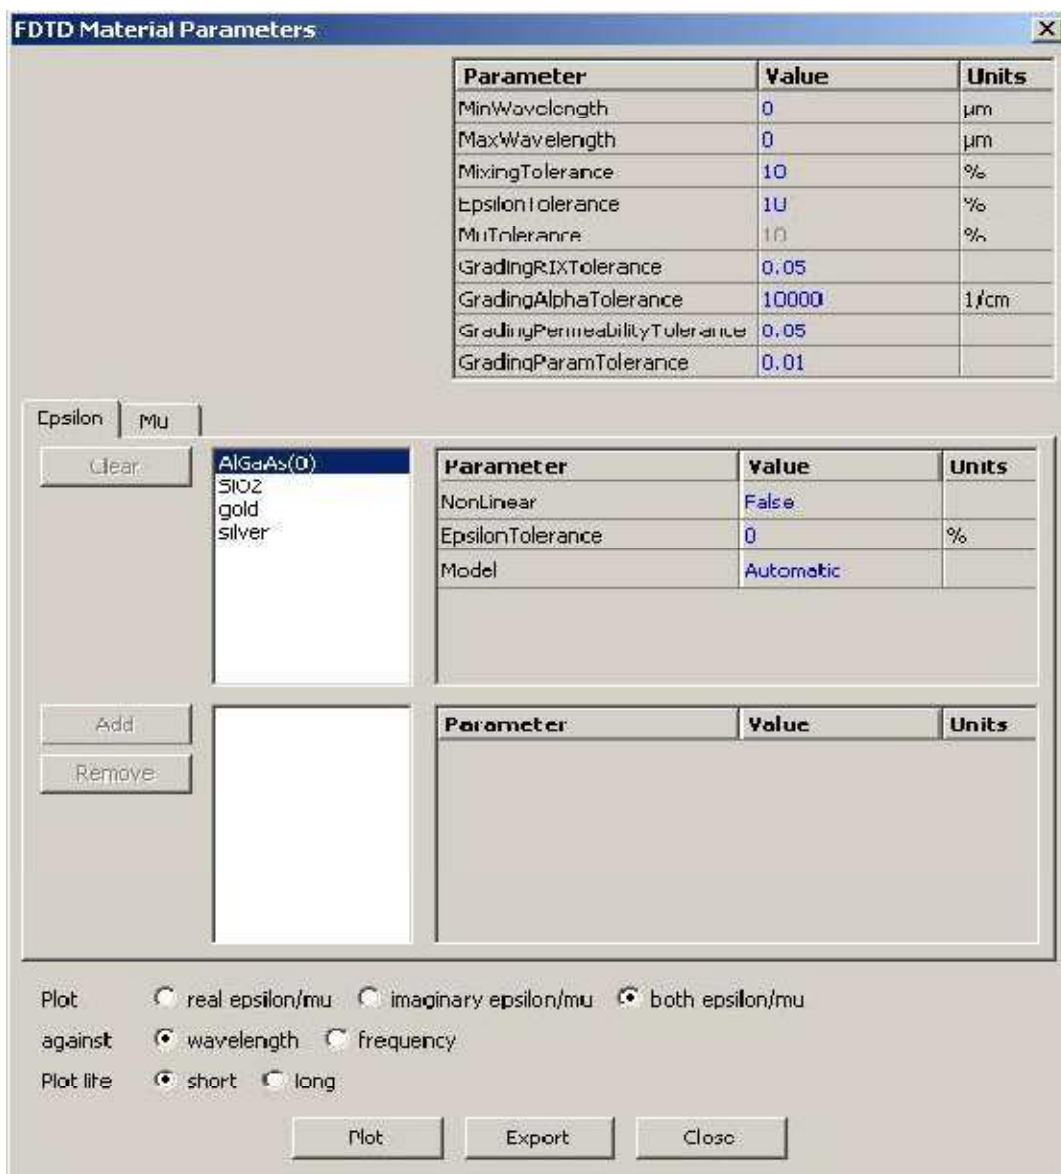 FDTD Material Parameters
Parameter Value Units
MinWavelength 0 µm
MaxWavelength 0 µm
MixingTolerance 10 %
EpsilonTolerance 10 %
MuTolerance 10 %
GradingRIXTolerance 0.05
GradingAlphaTolerance 10000 1/cm
GradingPermeabilityTolerance 0.05
GradingParamTolerance 0.01
Epsilon Mu
Clear
AlGaAs(0)
SiO2
gold
silver
Parameter Value Units
NonLinear False
EpsilonTolerance 0 %
Model Automatic
Add
Remove
Parameter Value Units
Plot real epsilon/mu imaginary epsilon/mu both epsilon/mu
against wavelength frequency
Plot title short long
Plot Export Close